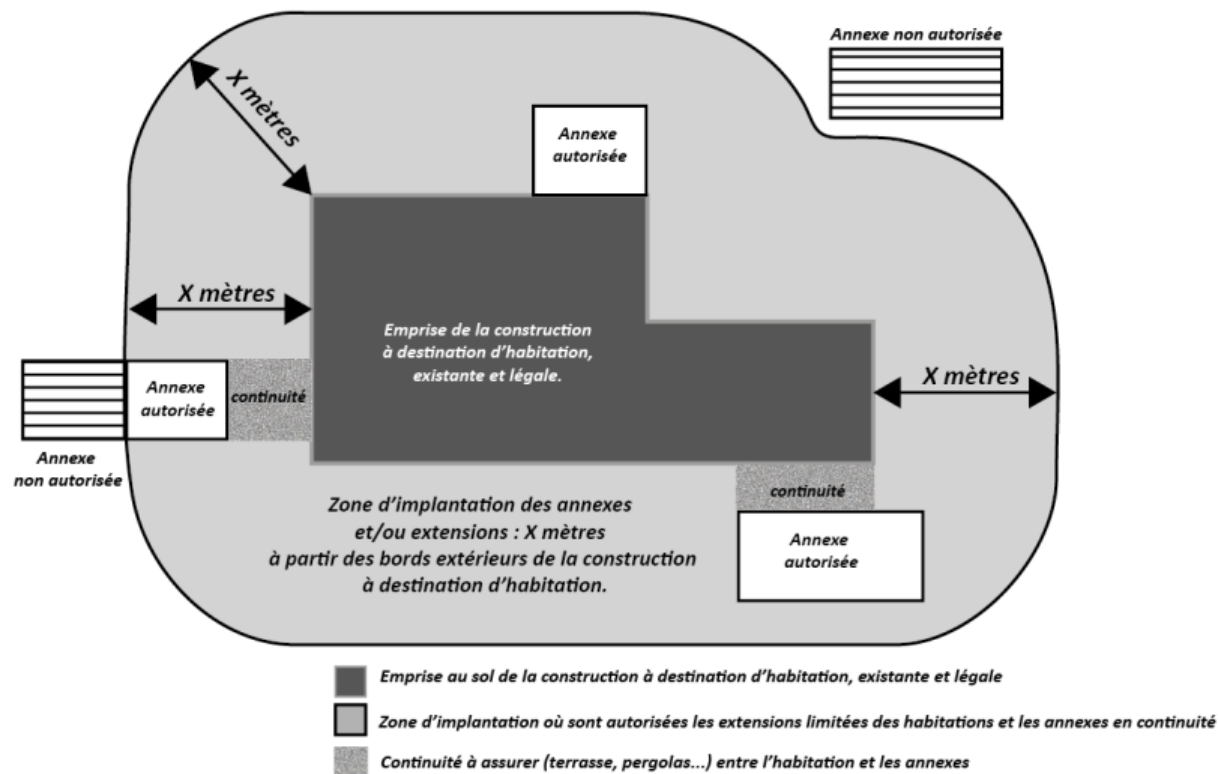 Annexe non autorisée
X mètres
Annexe
autorisée
X mètres
Emprise de la construction
à destination d’habitation,
existante et légale.
X mètres
Annexe
autorisée
continuité
Annexe
non autorisée
continuité
Zone d’implantation des annexes
et/ou extensions : X mètres
à partir des bords extérieurs de la construction
à destination d’habitation.
Annexe
autorisée
Emprise au sol de la construction à destination d’habitation, existante et légale
Zone d’implantation où sont autorisées les extensions limitées des habitations et les annexes en continuité
Continuité à assurer (terrasse, pergolas...) entre l’habitation et les annexes